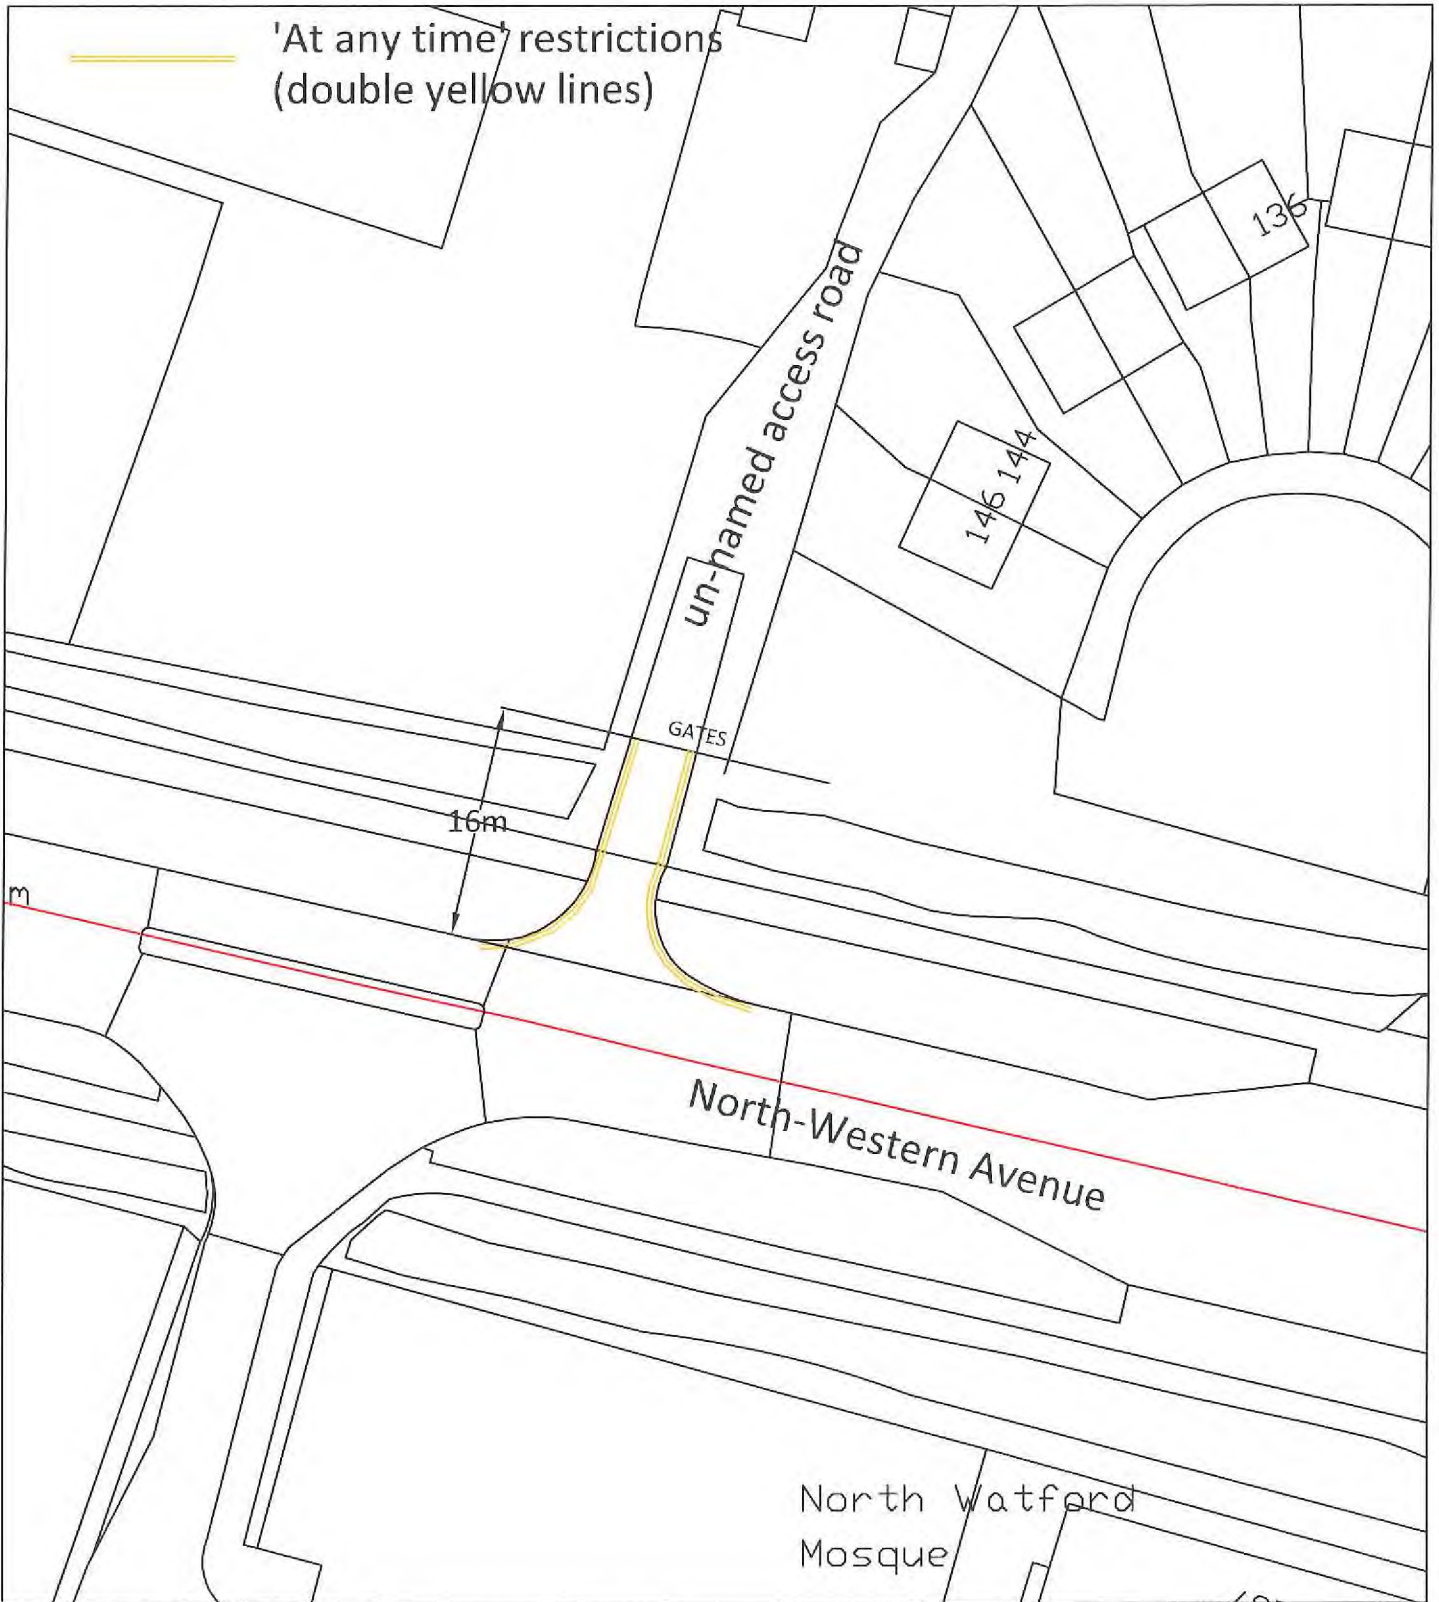 'At any time' restrictions
(double yellow lines)
136
un-named access road
144
146
GATES
16m
m
North-Western Avenue
North Watford
Mosque